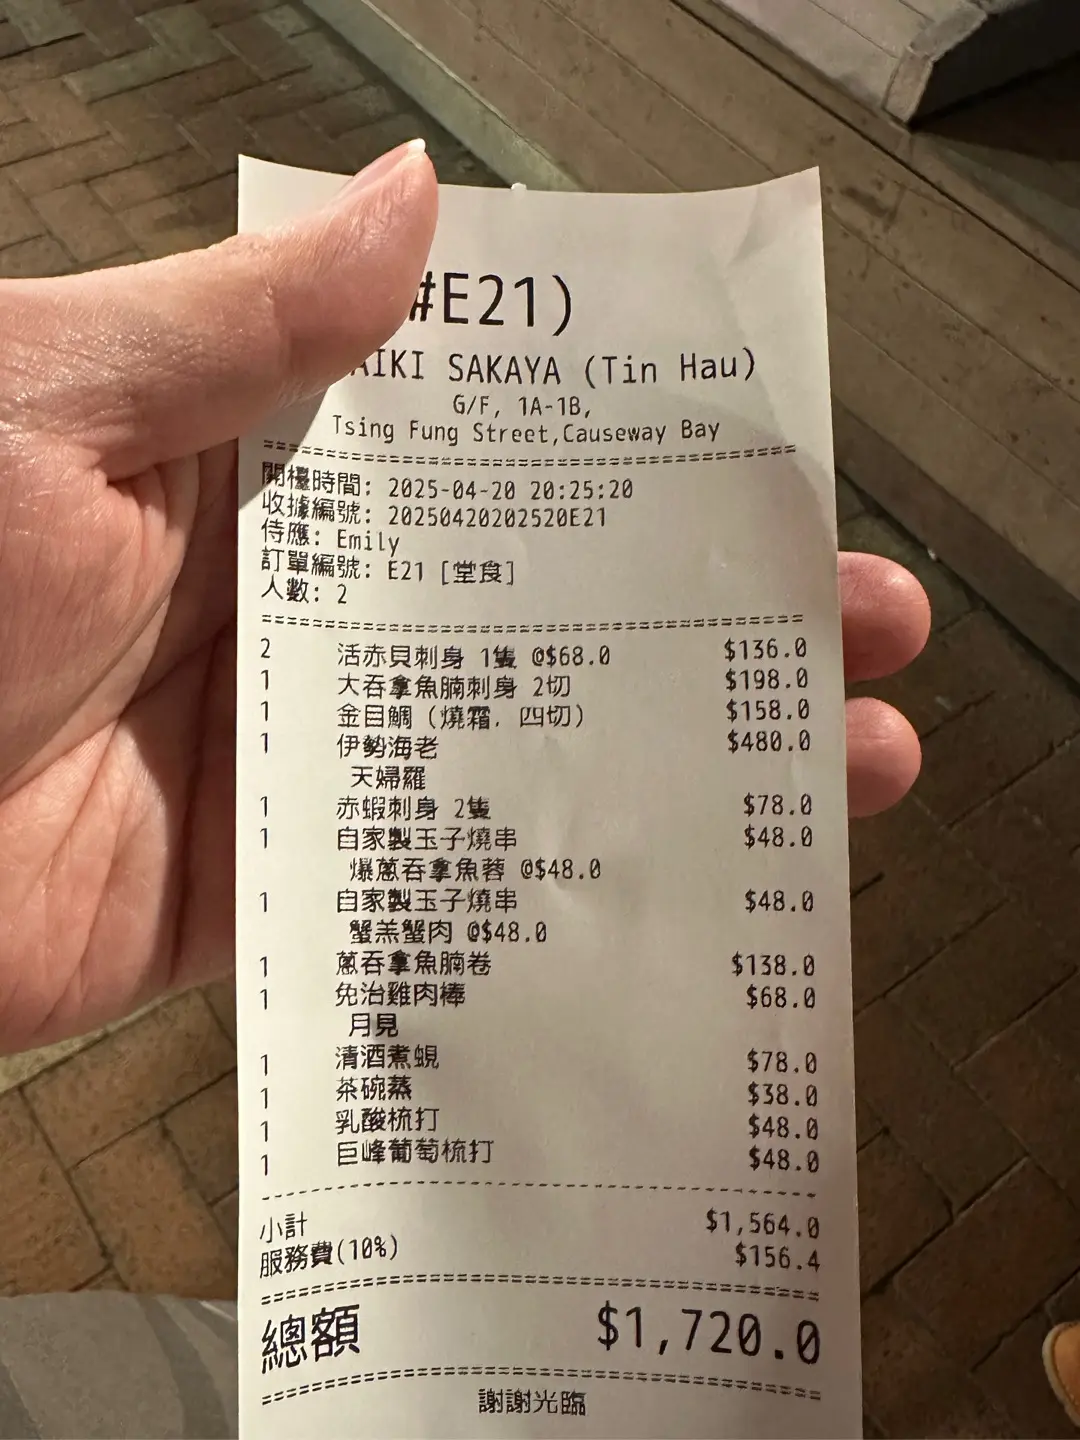 #E21)
AIKI SAKAYA (Tin Hau)
G/F, 1A-1B,
Tsing Fung Street,Causeway Bay
開檯時間: 2025-04-20 20:25:20
收據編號: 20250420202520E21
侍應: Emily
訂單編號: E21 [堂食]
人數: 2
2 活赤貝刺身 1隻 @$68.0 $136.0
1 大吞拿魚腩刺身 2切 $198.0
1 金目鯛 (燒霜, 四切) $158.0
1 伊勢海老 $480.0
天婦羅
1 赤蝦刺身 2隻 $78.0
1 自家製玉子燒串 $48.0
爆蔥吞拿魚蓉 @$48.0
1 自家製玉子燒串 $48.0
蟹羔蟹肉 @$48.0
1 蔥吞拿魚腩卷 $138.0
1 免治雞肉棒 $68.0
月見
1 清酒煮蜆 $78.0
1 茶碗蒸 $38.0
1 乳酸梳打 $48.0
1 巨峰葡萄梳打 $48.0
小計 $1,564.0
服務費(10%) $156.4
總額 $1,720.0
謝謝光臨